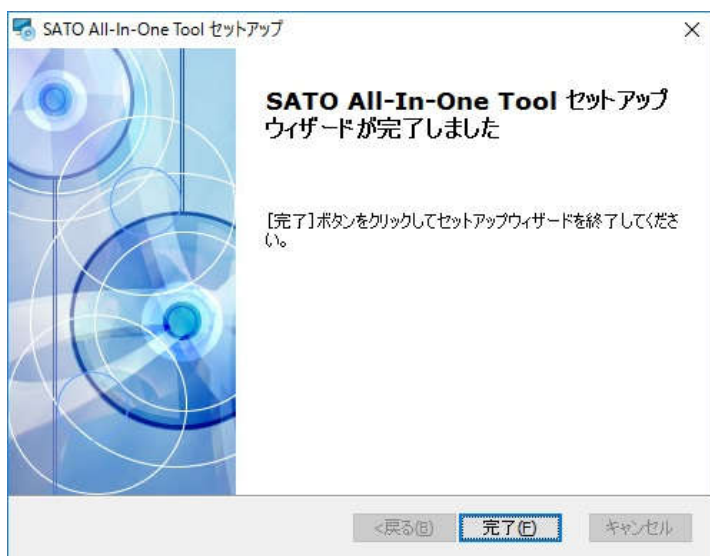 SATO All-In-One Tool セットアップ
SATO All-In-One Tool セットアップ
ウィザードが完了しました
[完了]ボタンをクリックしてセットアップウィザードを終了してくださ
い。
<戻る(B) 完了(F) キャンセル